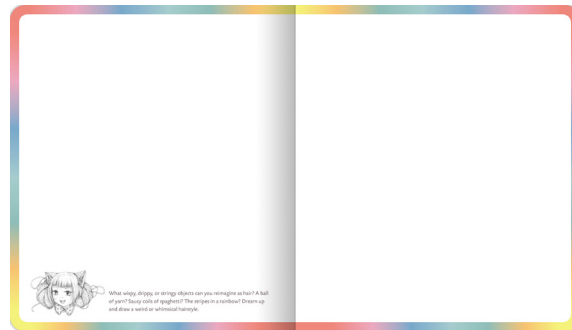 What wispy, drippy, or stringy objects can you reimagine as hair? A ball
of yarn? Saucy coils of spaghetti? The stripes in a rainbow? Dream up
and draw a weird or whimsical hairstyle.